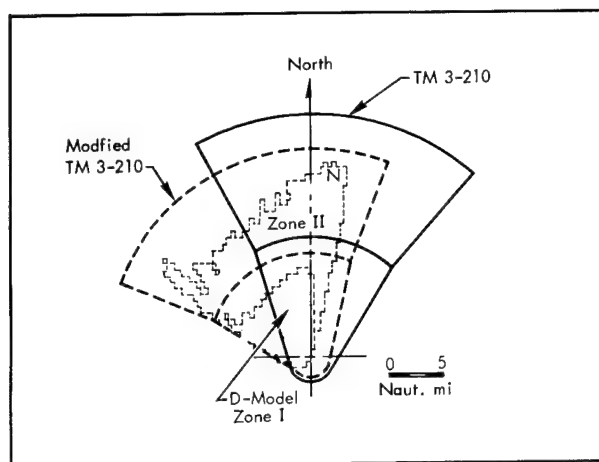 North
TM 3-210
Modfied
TM 3-210
N
Zone II
D-Model
Zone I
0 5
Naut. mi